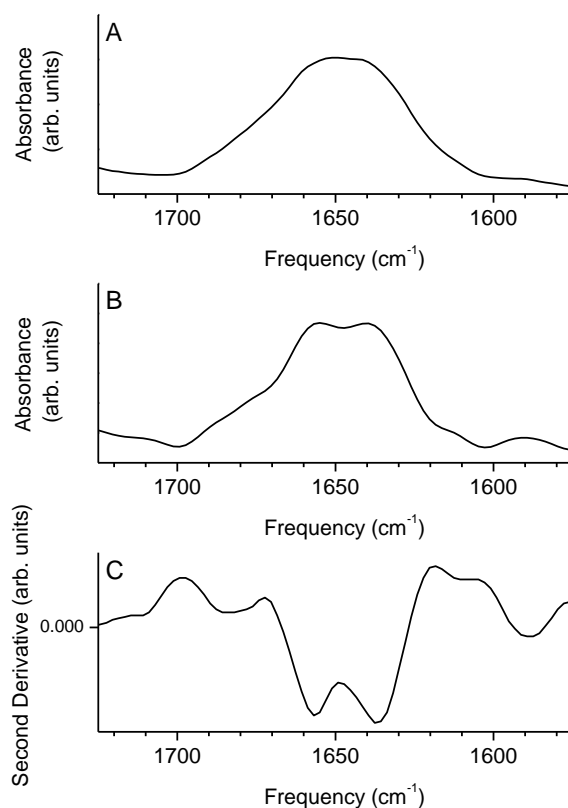 A
Absorbance
(arb. units)
1700 1650 1600
Frequency (cm⁻¹)
B
Absorbance
(arb. units)
1700 1650 1600
Frequency (cm⁻¹)
C
Second Derivative (arb. units)
0.000
1700 1650 1600
Frequency (cm⁻¹)